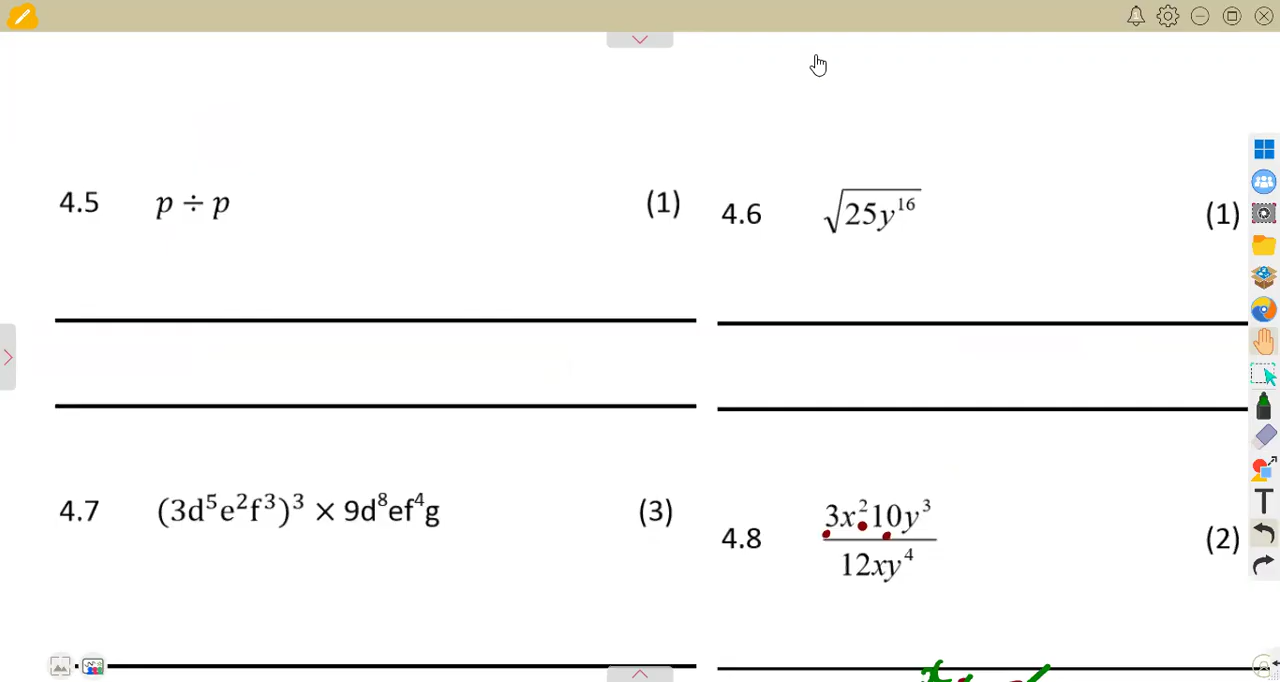 4.5 p ÷ p (1)
4.6 √25y¹⁶ (1)
4.7 (3d⁵e²f³)³ × 9d⁸ef⁴g (3)
4.8 3x²10y³ (2)
12xy⁴